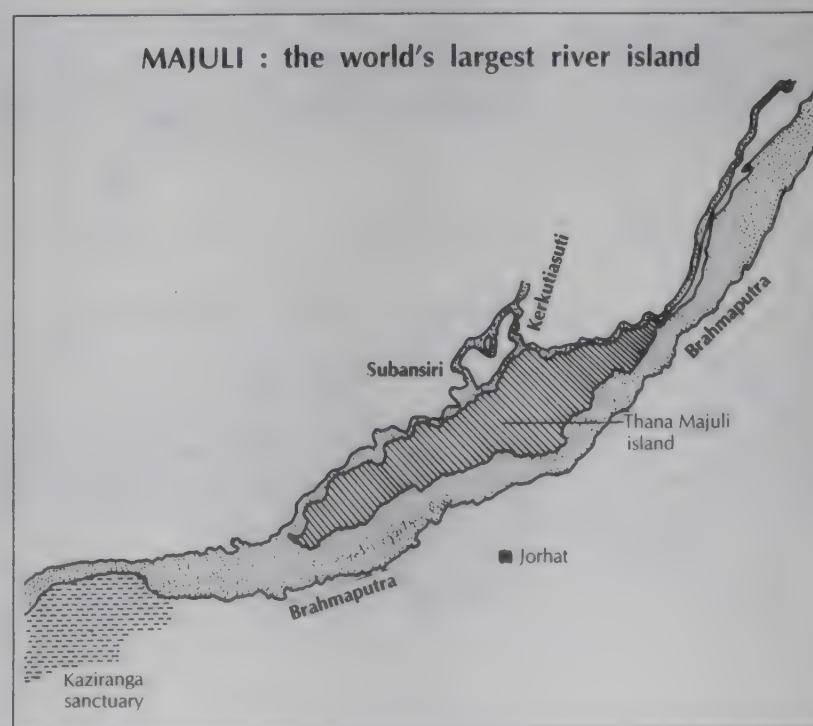 MAJULI : the world's largest river island
Kerkutiasuti
Subansiri
Brahmaputra
Thana Majuli
island
Jorhat
Brahmaputra
Kaziranga
sanctuary